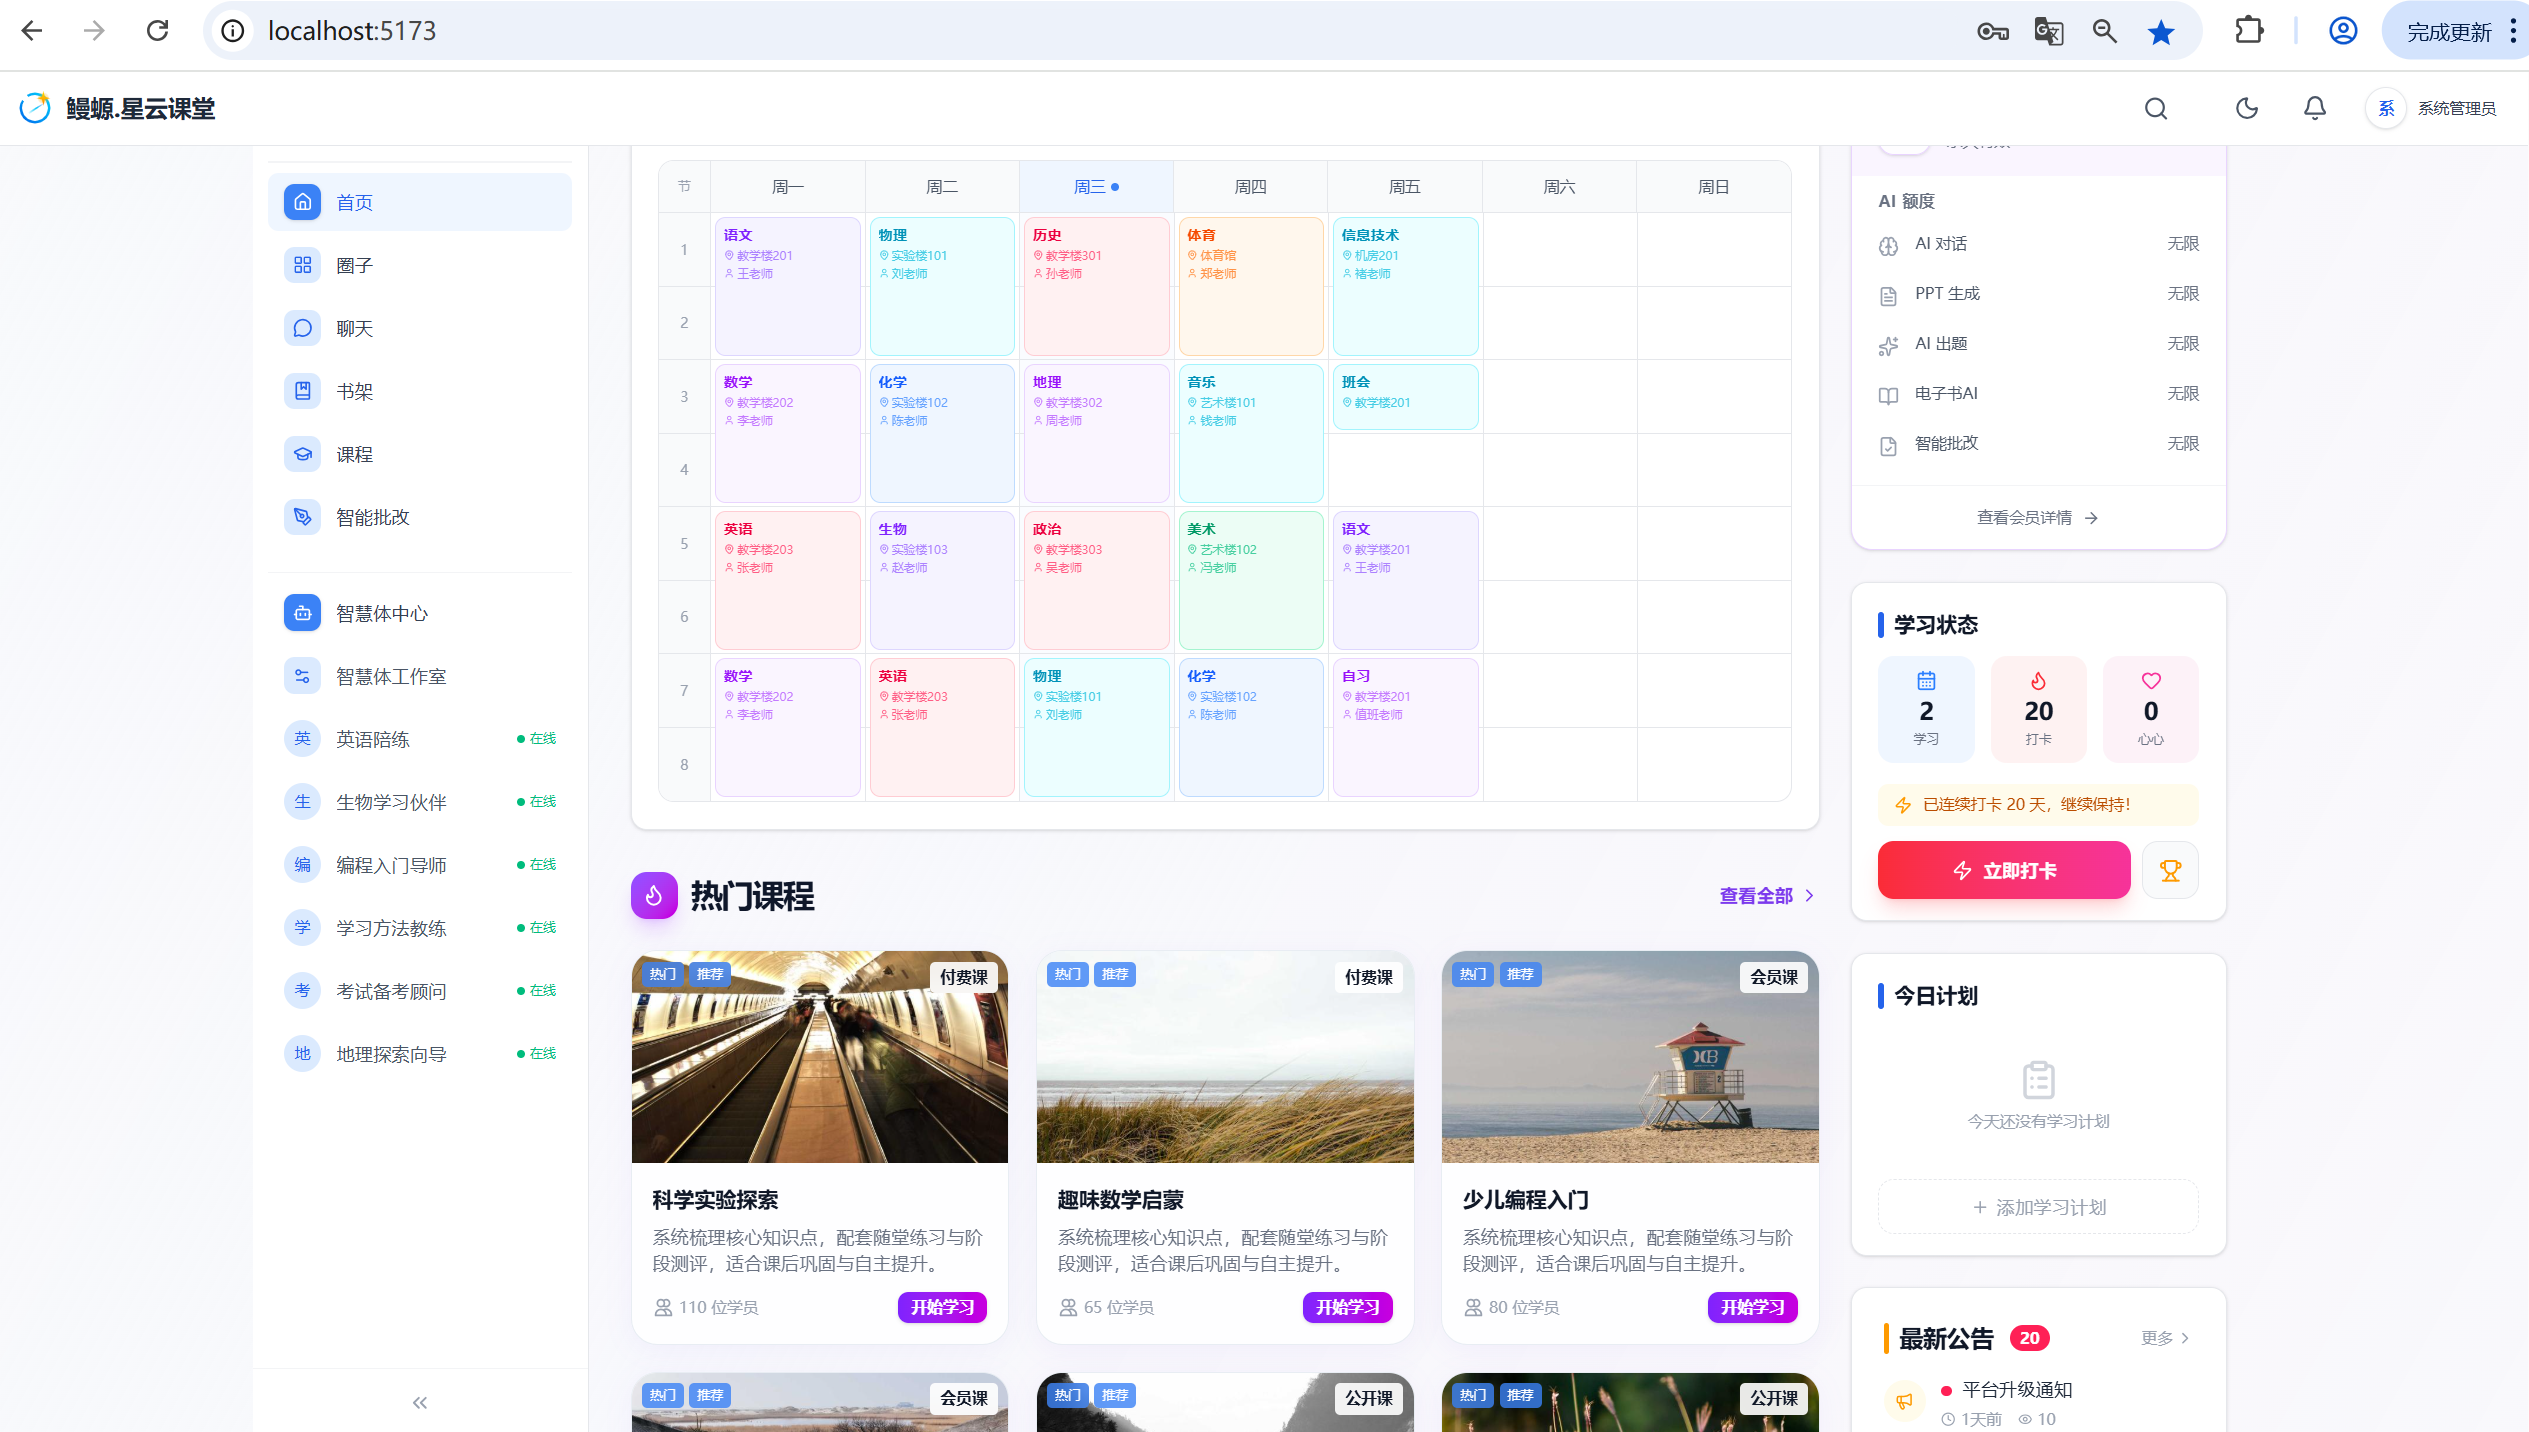 localhost:5173
完成更新
鳗螈.星云课堂
系
系统管理员
首页
圈子
聊天
书架
课程
智能批改
智慧体中心
智慧体工作室
英 英语陪练 在线
生 生物学习伙伴 在线
编 编程入门导师 在线
学 学习方法教练 在线
考 考试备考顾问 在线
地 地理探索向导 在线
节 周一 周二 周三 周四 周五 周六 周日
1
语文
教学楼201
王老师
物理
实验楼101
刘老师
历史
教学楼301
孙老师
体育
体育馆
郑老师
信息技术
机房201
褚老师
2
3
数学
教学楼202
李老师
化学
实验楼102
陈老师
地理
教学楼302
周老师
音乐
艺术楼101
钱老师
班会
教学楼201
4
5
英语
教学楼203
张老师
生物
实验楼103
赵老师
政治
教学楼303
吴老师
美术
艺术楼102
冯老师
语文
教学楼201
王老师
6
7
数学
教学楼202
李老师
英语
教学楼203
张老师
物理
实验楼101
刘老师
化学
实验楼102
陈老师
自习
教学楼201
值班老师
8
热门课程
查看全部
热门 推荐 付费课
科学实验探索
系统梳理核心知识点，配套随堂练习与阶
段测评，适合课后巩固与自主提升。
110 位学员
开始学习
热门 推荐 付费课
趣味数学启蒙
系统梳理核心知识点，配套随堂练习与阶
段测评，适合课后巩固与自主提升。
65 位学员
开始学习
热门 推荐 会员课
少儿编程入门
系统梳理核心知识点，配套随堂练习与阶
段测评，适合课后巩固与自主提升。
80 位学员
开始学习
热门 推荐 会员课
热门 推荐 公开课
热门 推荐 公开课
AI 额度
AI 对话 无限
PPT 生成 无限
AI 出题 无限
电子书AI 无限
智能批改 无限
查看会员详情
学习状态
2
学习
20
打卡
0
心心
已连续打卡 20 天，继续保持!
立即打卡
今日计划
今天还没有学习计划
+ 添加学习计划
最新公告 20 更多
平台升级通知
1天前 10